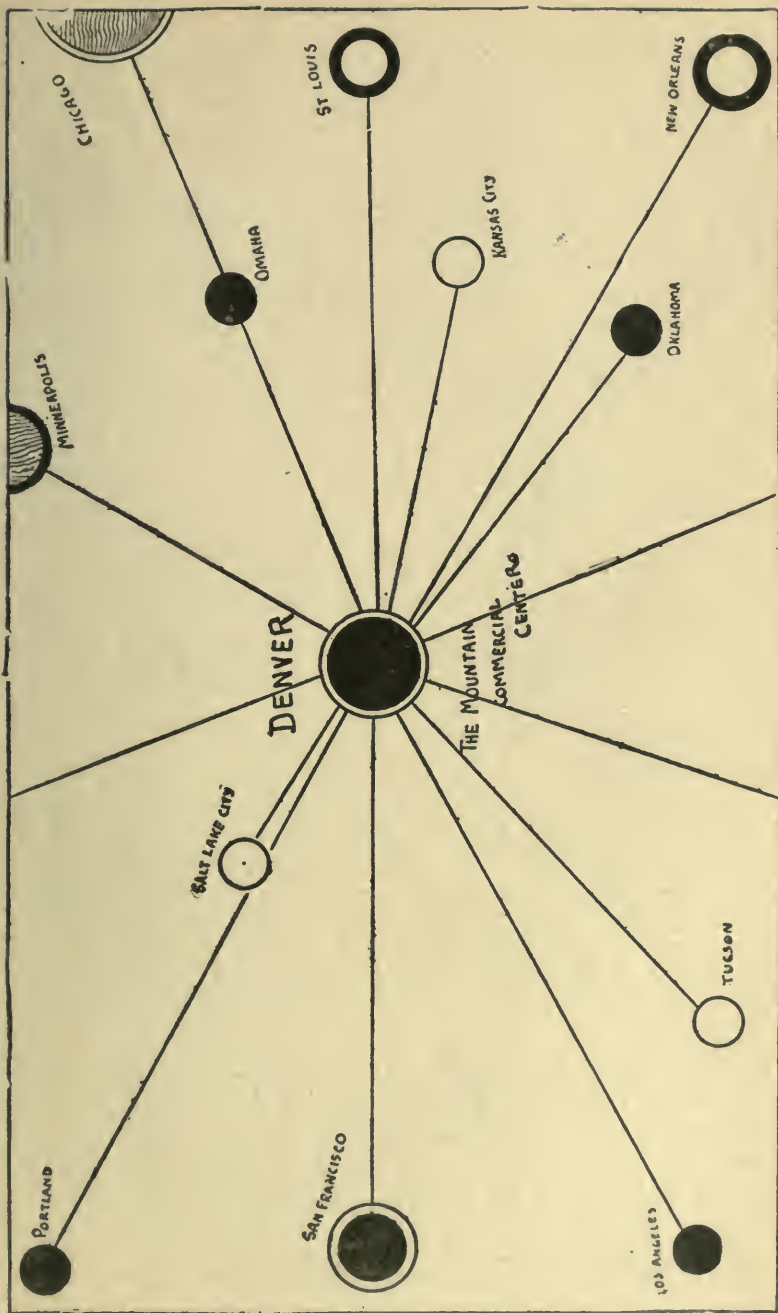 PORTLAND
SALT LAKE CITY
MINNEAPOLIS
CHICAGO
OMAHA
DENVER
SAN FRANCISCO
ST LOUIS
KANSAS CITY
THE MOUNTAIN
COMMERCIAL
CENTERS
LOS ANGELES
TUCSON
OKLAHOMA
NEW ORLEANS